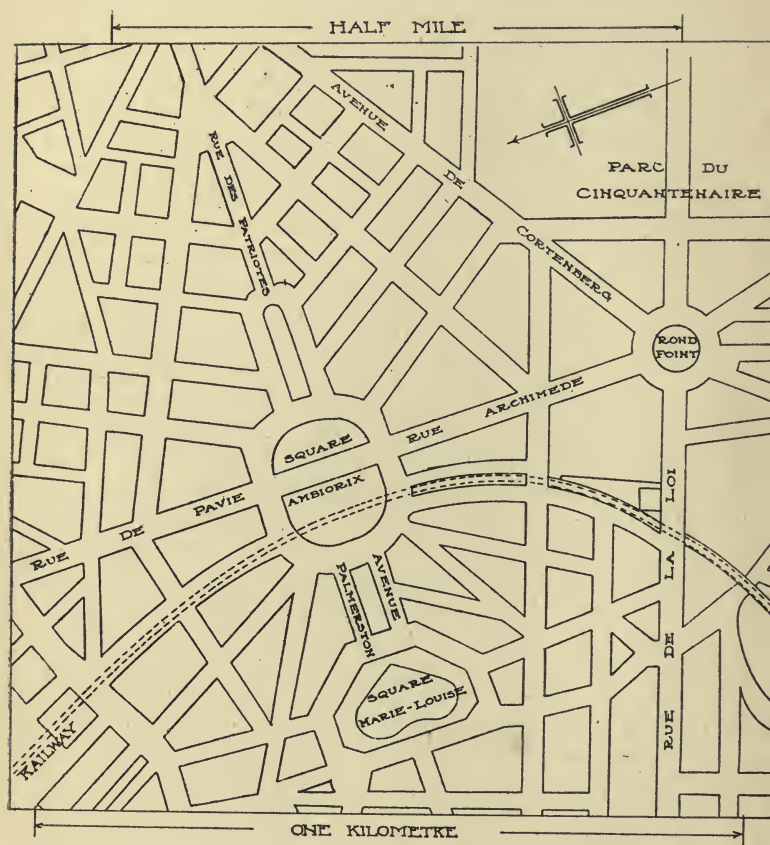 HALF MILE
AVENUE DE CORTENBERG
RUE DES PATRIOTES
PARC DU
CINQUANTENAIRE
ROND
POINT
RUE ARCHIMEDE
SQUARE
AMBIORIX
RUE DE PAVIE
AVENUE
PALMERSTON
SQUARE
MARIE-LOUISE
RUE DE LA LOI
RAILWAY
ONE KILOMETRE